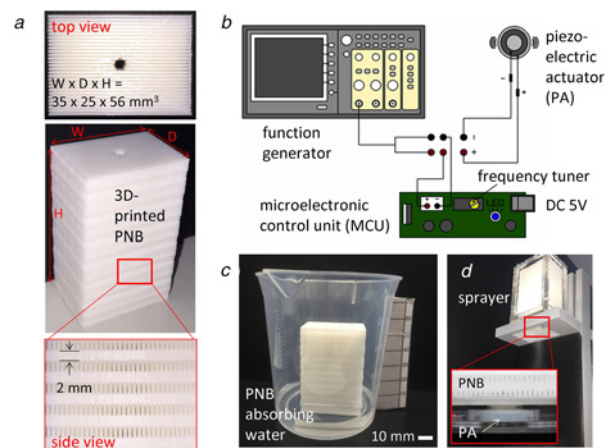 a
top view
W x D x H =
35 x 25 x 56 mm³
W
D
H
3D-
printed
PNB
2 mm
side view
b
piezo-
electric
actuator
(PA)
−
+
function
generator
frequency tuner
microelectronic
control unit (MCU)
LED
DC 5V
c
PNB
absorbing
water
10 mm
d
sprayer
PNB
PA